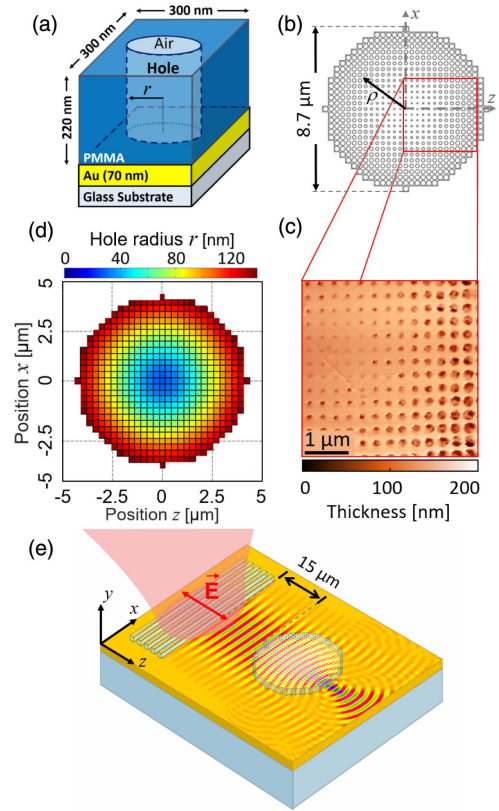 (a)
300 nm
300 nm
Air
Hole
r
220 nm
PMMA
Au (70 nm)
Glass Substrate
(b)
x
8.7 μm
ρ
z
(c)
1 μm
0 100 200
Thickness [nm]
(d)
Hole radius r [nm]
0 40 80 120
Position x [μm]
5
2.5
0
-2.5
-5
-5 -2.5 0 2.5 5
Position z [μm]
(e)
15 μm
E
y
x
z